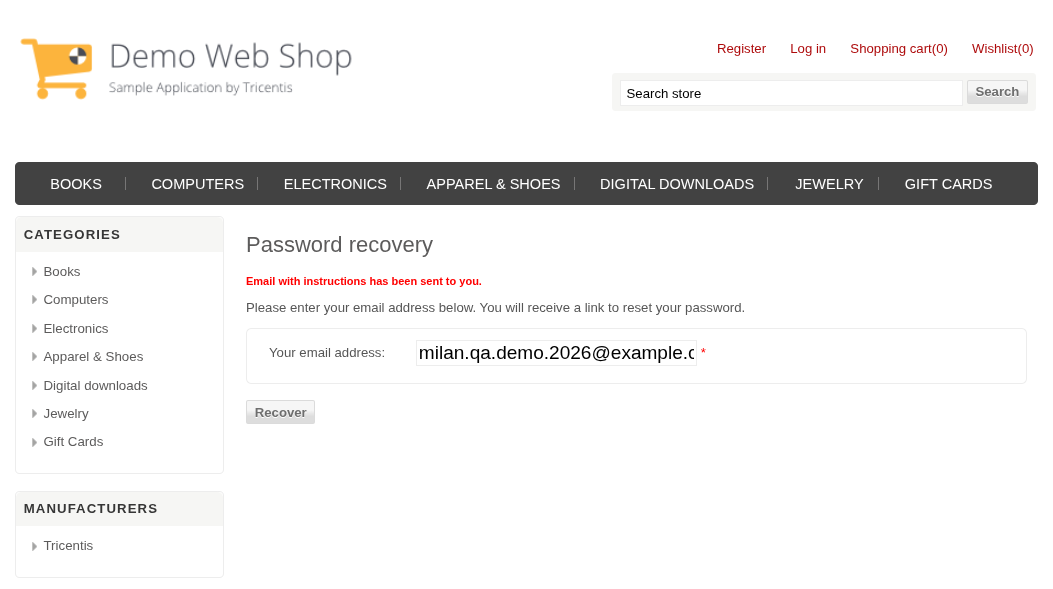 Demo Web Shop
Sample Application by Tricentis
Register Log in Shopping cart(0) Wishlist(0)
Search store Search
BOOKS COMPUTERS ELECTRONICS APPAREL & SHOES DIGITAL DOWNLOADS JEWELRY GIFT CARDS
CATEGORIES
Books
Computers
Electronics
Apparel & Shoes
Digital downloads
Jewelry
Gift Cards
MANUFACTURERS
Tricentis
Password recovery
Email with instructions has been sent to you.
Please enter your email address below. You will receive a link to reset your password.
Your email address: milan.qa.demo.2026@example.c *
Recover